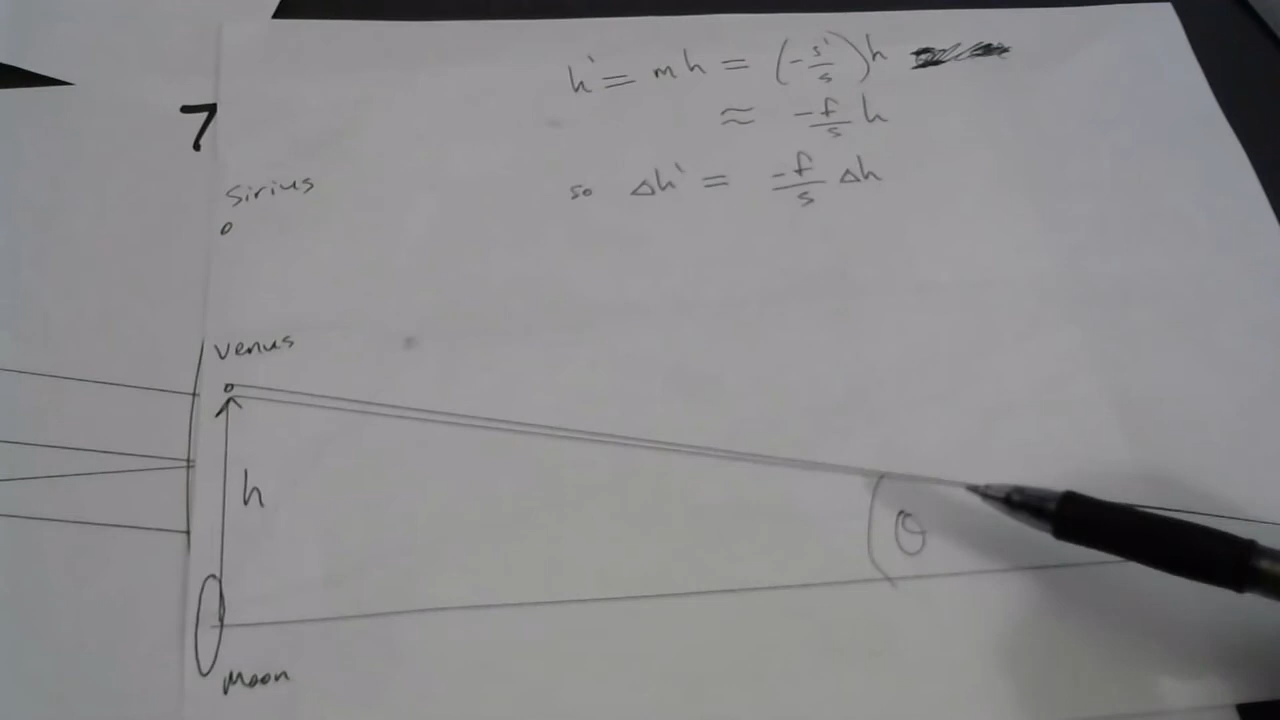 h' = mh = (-s'/s)h
≈ -f/s h
so Δh' = -f/s Δh
7
Sirius
Venus
h
θ
Moon